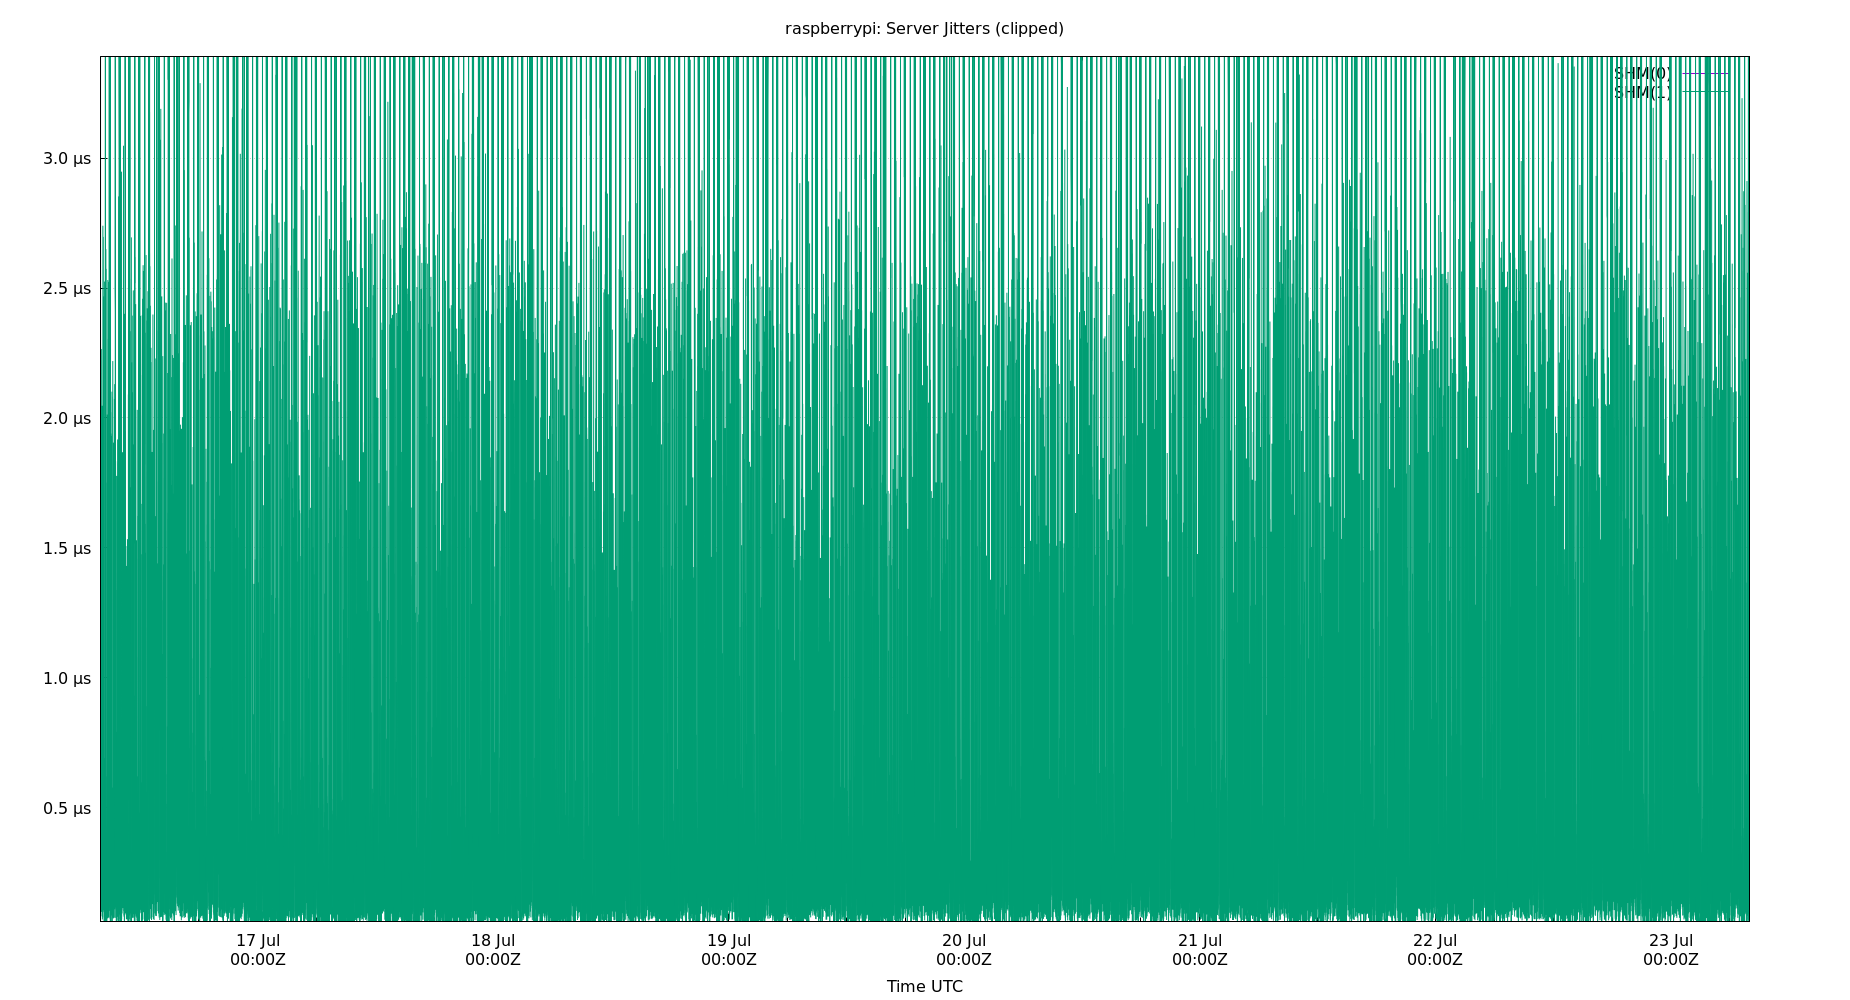 raspberrypi: Server Jitters (clipped)
SHM(0)
SHM(1)
3.0 μs
2.5 μs
2.0 μs
1.5 μs
1.0 μs
0.5 μs
17 Jul 18 Jul 19 Jul 20 Jul 21 Jul 22 Jul 23 Jul
00:00Z 00:00Z 00:00Z 00:00Z 00:00Z 00:00Z 00:00Z
Time UTC